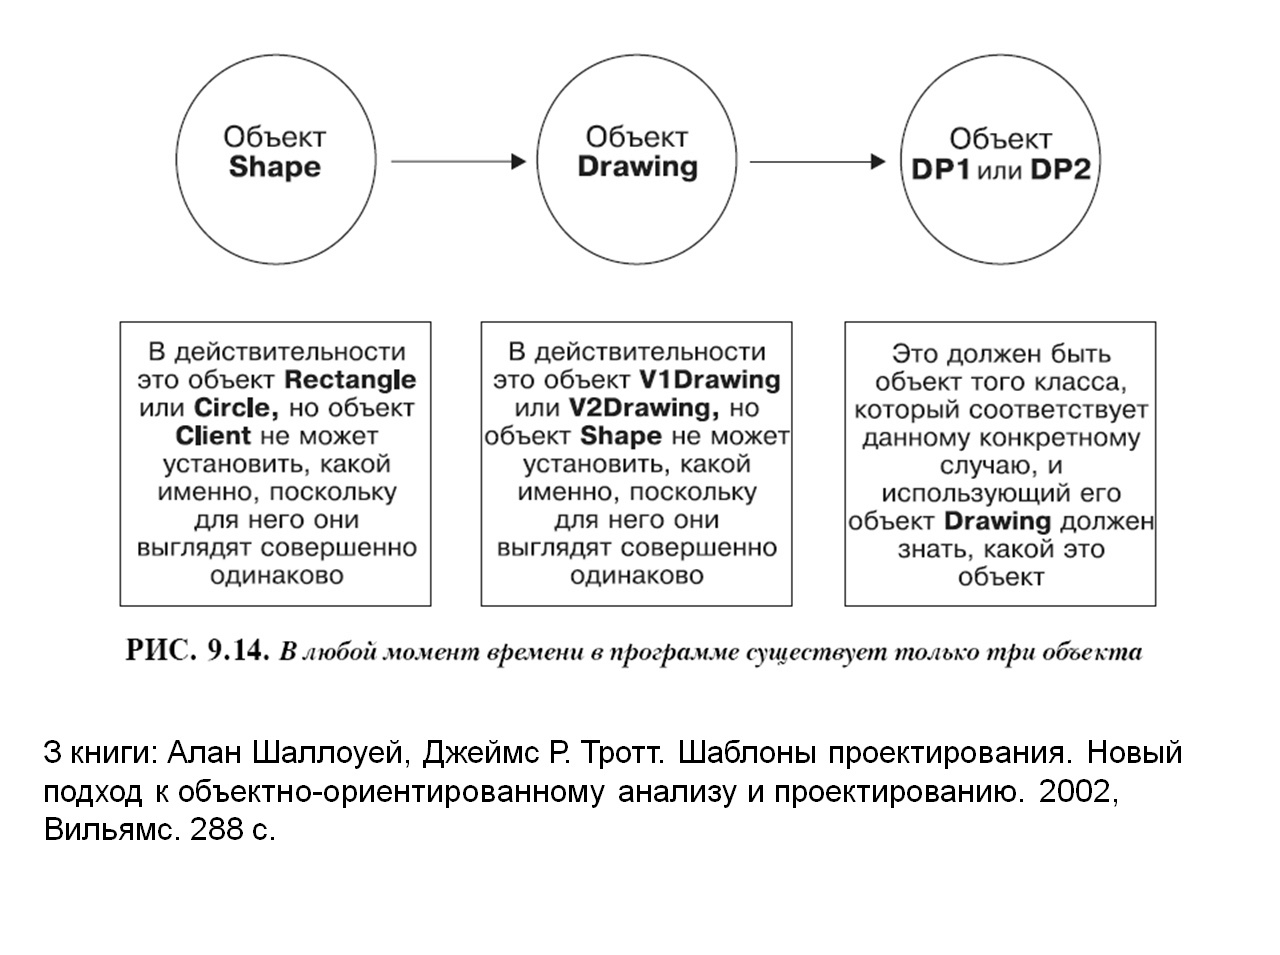 Объект
Shape
Объект
Drawing
Объект
DP1 или DP2
В действительности
это объект Rectangle
или Circle, но объект
Client не может
установить, какой
именно, поскольку
для него они
выглядят совершенно
одинаково
В действительности
это объект V1Drawing
или V2Drawing, но
объект Shape не может
установить, какой
именно, поскольку
для него они
выглядят совершенно
одинаково
Это должен быть
объект того класса,
который соответствует
данному конкретному
случаю, и
использующий его
объект Drawing должен
знать, какой это
объект
РИС. 9.14. В любой момент времени в программе существует только три объекта
З книги: Алан Шаллоуей, Джеймс Р. Тротт. Шаблоны проектирования. Новый
подход к объектно-ориентированному анализу и проектированию. 2002,
Вильямс. 288 с.